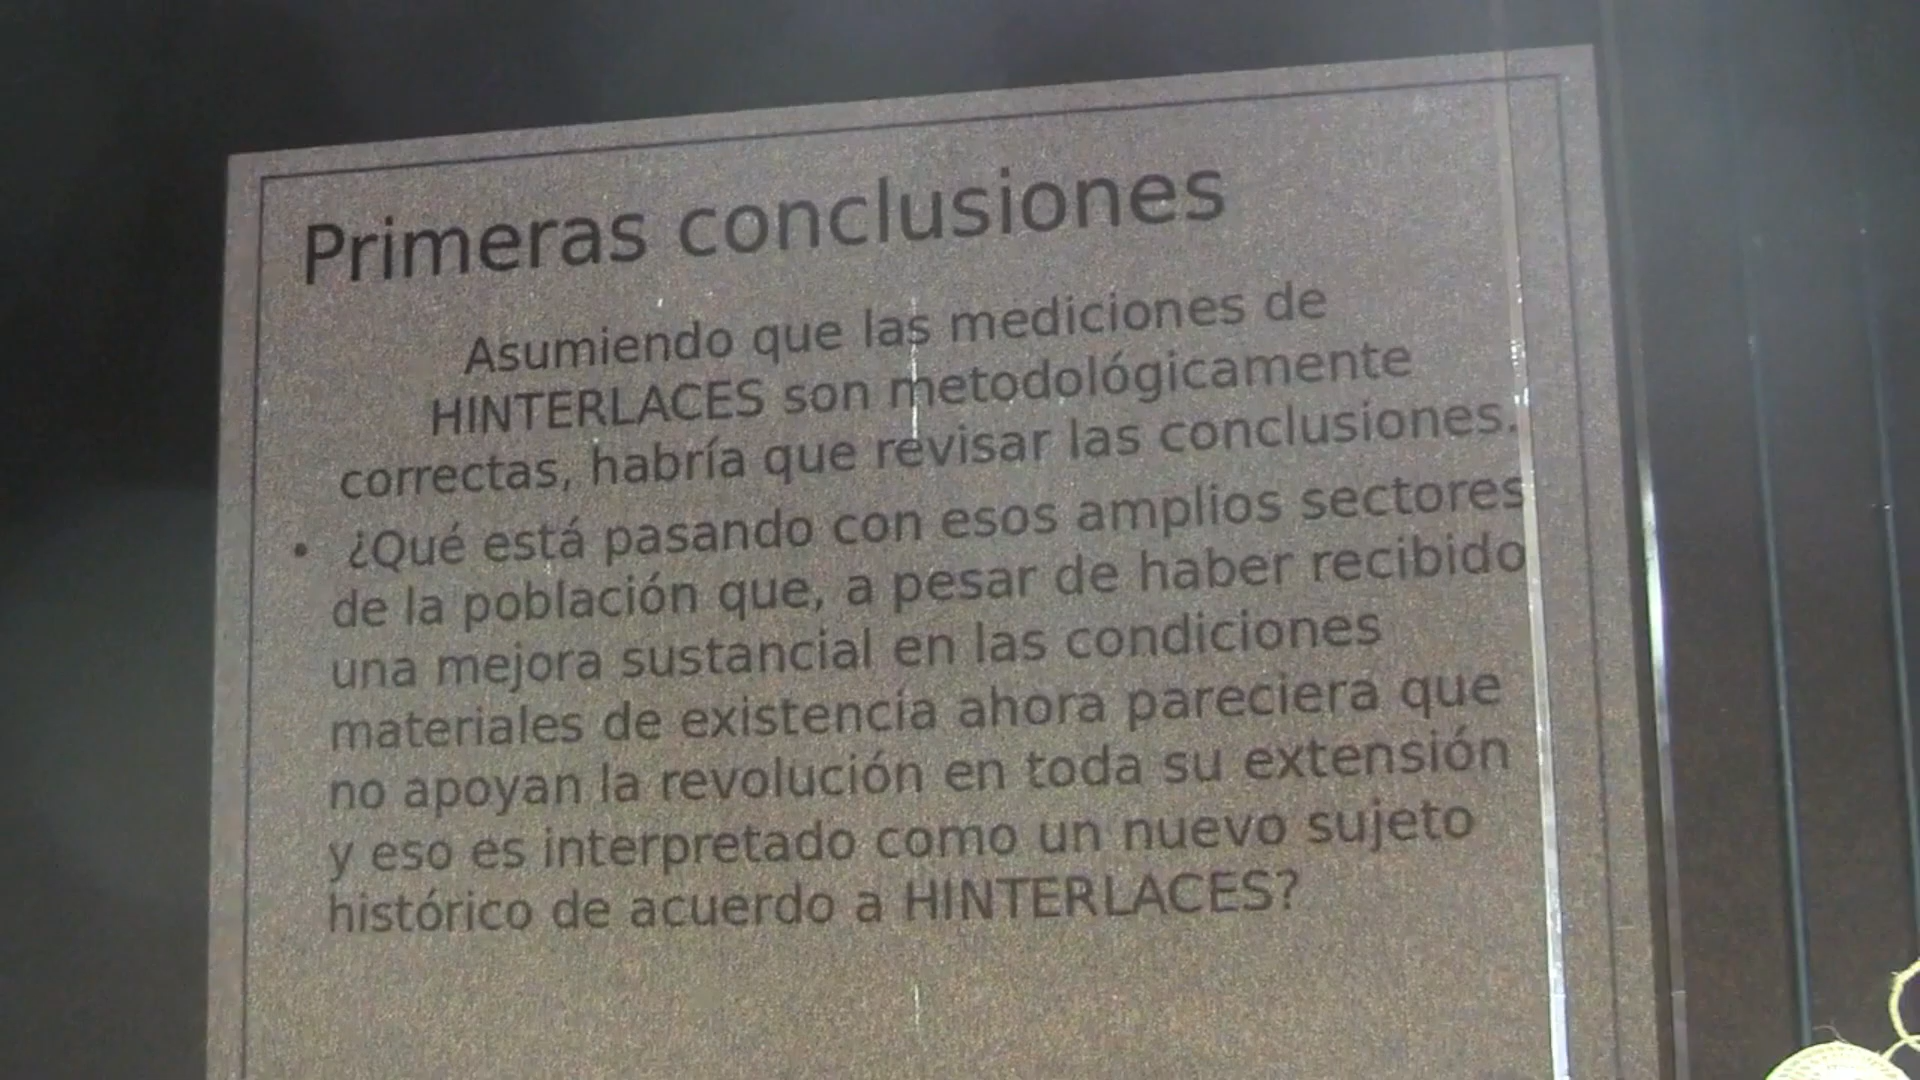 Primeras conclusiones
Asumiendo que las mediciones de
HINTERLACES son metodológicamente
correctas, habría que revisar las conclusiones.
• ¿Qué está pasando con esos amplios sectores
de la población que, a pesar de haber recibido
una mejora sustancial en las condiciones
materiales de existencia ahora pareciera que
no apoyan la revolución en toda su extensión
y eso es interpretado como un nuevo sujeto
histórico de acuerdo a HINTERLACES?